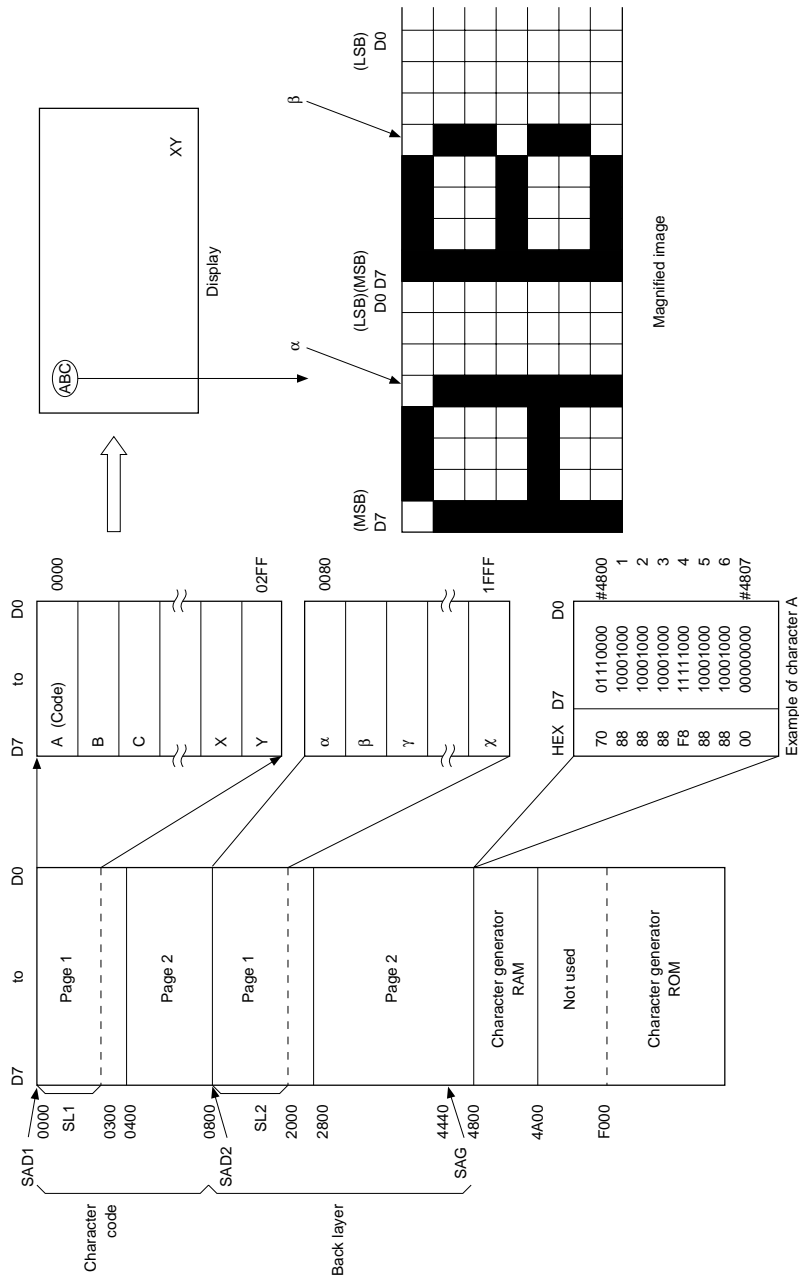 D7 to D0
SAD1
0000
SL1
0300
0400
0800
SAD2
SL2
2000
2800
4440
SAG
4800
4A00
F000
Character
code
Back layer
Page 1
Page 2
Page 1
Page 2
Character generator
RAM
Not used
Character generator
ROM
D7 to D0
A (Code)
B
C
X
Y
0000
02FF
α
β
γ
χ
0080
1FFF
HEX D7 D0
70 01110000 #4800
88 10001000 1
88 10001000 2
88 10001000 3
F8 11111000 4
88 10001000 5
88 10001000 6
00 00000000 #4807
Example of character A
ABC
XY
Display
α
β
(MSB) (LSB)(MSB) (LSB)
D7 D0 D7 D0
Magnified image